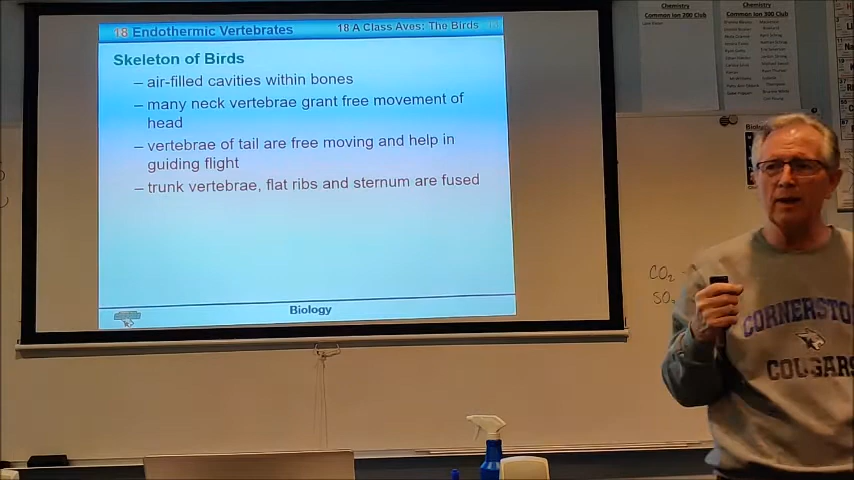 18 Endothermic Vertebrates
18 A Class Aves: The Birds
Skeleton of Birds
– air-filled cavities within bones
– many neck vertebrae grant free movement of
head
– vertebrae of tail are free moving and help in
guiding flight
– trunk vertebrae, flat ribs and sternum are fused
Biology
Chemistry
Common Ion 300 Club
Chemistry
Common Ion 300 Club
CO₂
SO₂
COUGARS